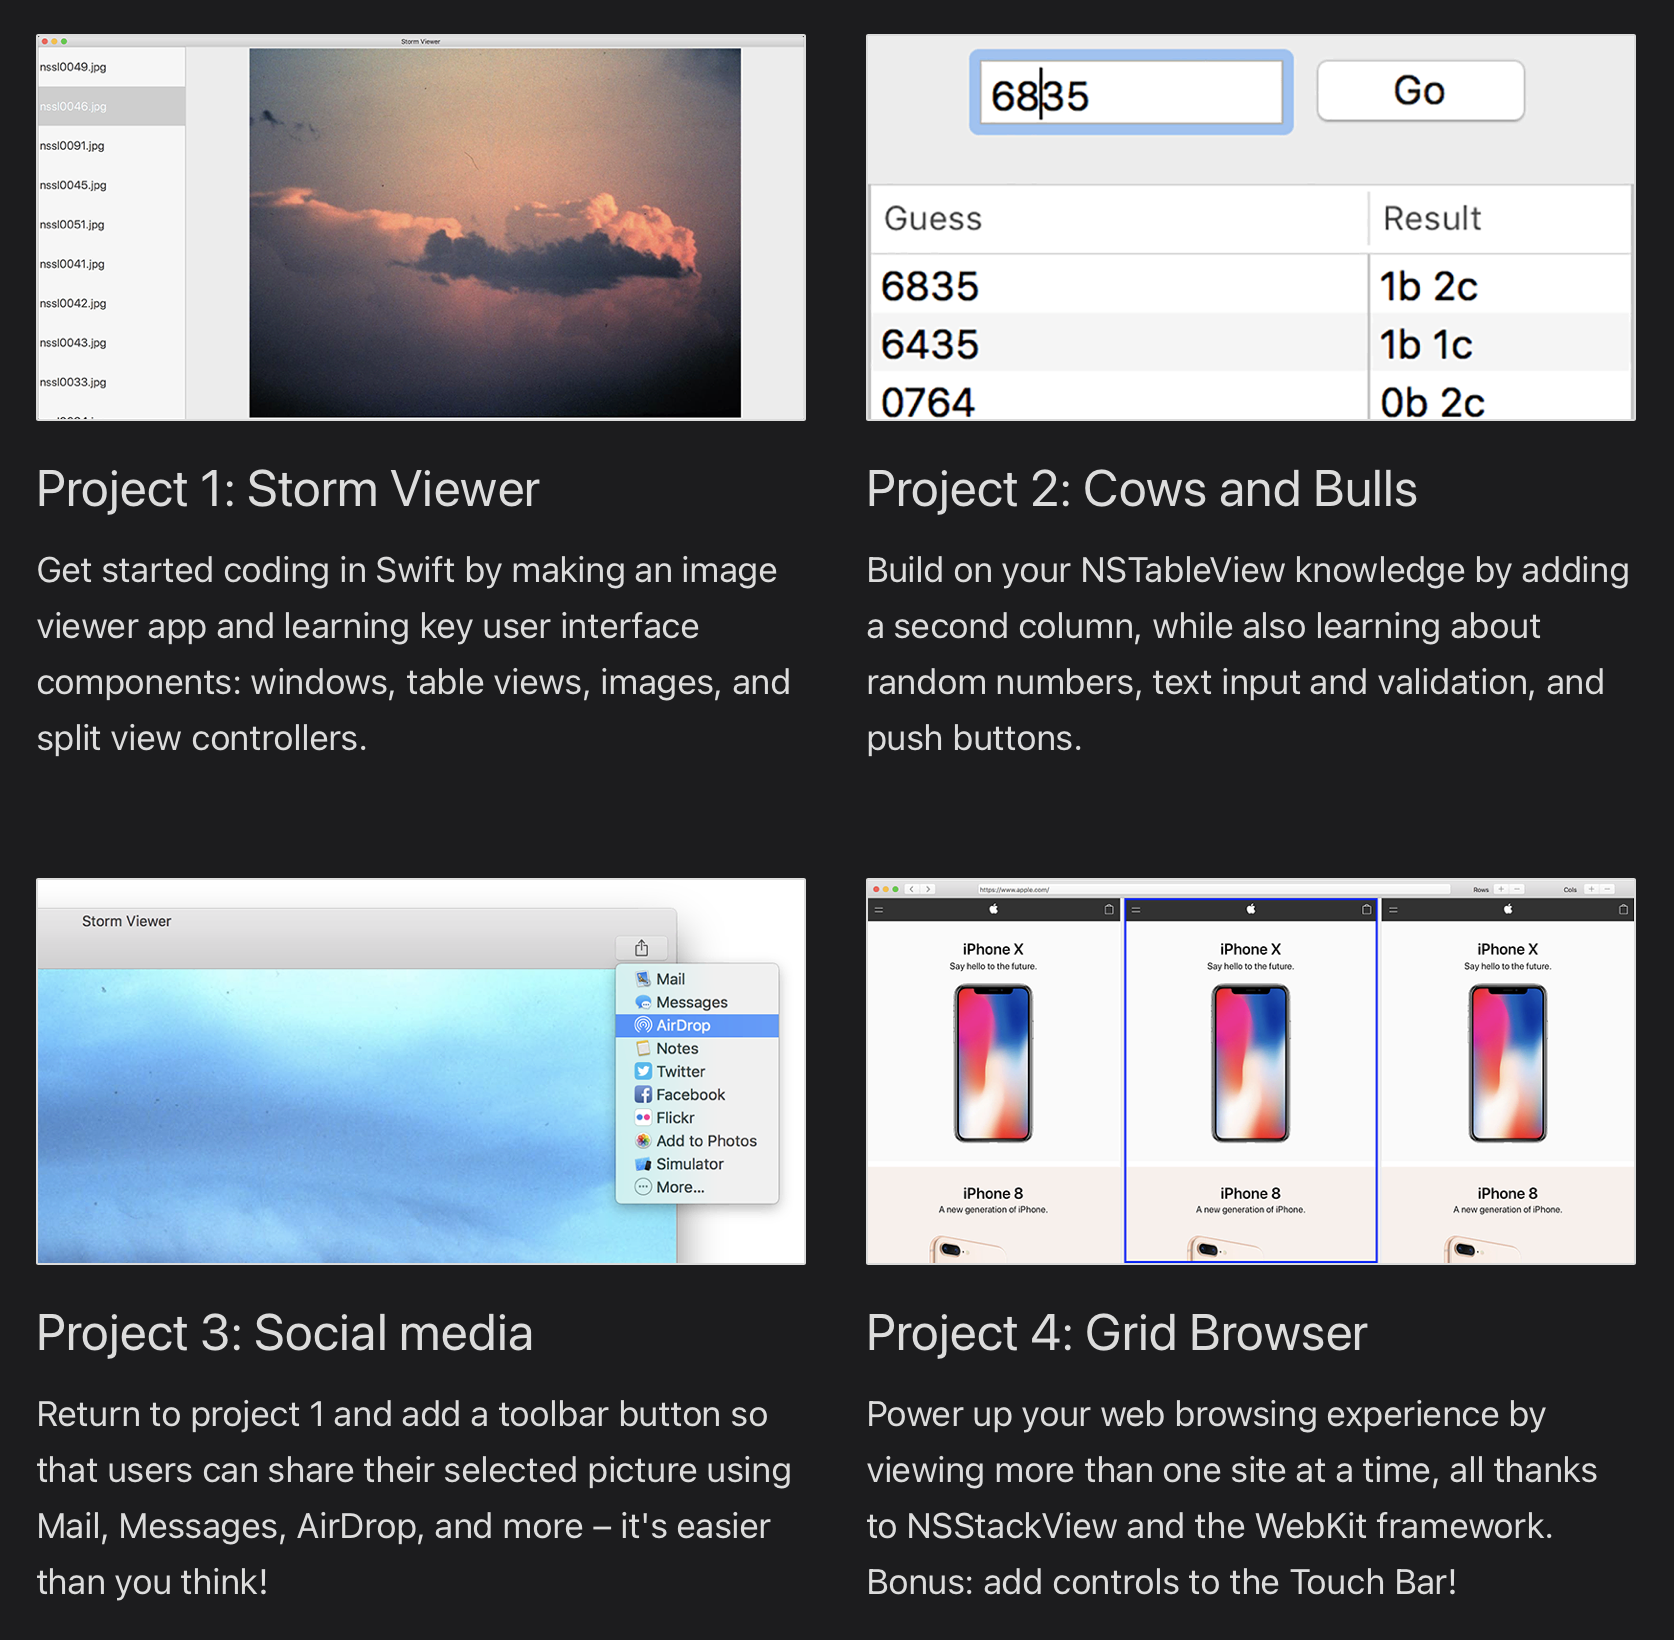 Storm Viewer
nssl0049.jpg
nssl0046.jpg
nssl0091.jpg
nssl0045.jpg
nssl0051.jpg
nssl0041.jpg
nssl0042.jpg
nssl0043.jpg
nssl0033.jpg
Project 1: Storm Viewer
Get started coding in Swift by making an image
viewer app and learning key user interface
components: windows, table views, images, and
split view controllers.
6835 Go
Guess Result
6835 1b 2c
6435 1b 1c
0764 0b 2c
Project 2: Cows and Bulls
Build on your NSTableView knowledge by adding
a second column, while also learning about
random numbers, text input and validation, and
push buttons.
Storm Viewer
Mail
Messages
AirDrop
Notes
Twitter
Facebook
Flickr
Add to Photos
Simulator
More...
Project 3: Social media
Return to project 1 and add a toolbar button so
that users can share their selected picture using
Mail, Messages, AirDrop, and more – it's easier
than you think!
https://www.apple.com/ Rows + − Cols + −
iPhone X iPhone X iPhone X
Say hello to the future. Say hello to the future. Say hello to the future.
iPhone 8 iPhone 8 iPhone 8
A new generation of iPhone. A new generation of iPhone. A new generation of iPhone.
Project 4: Grid Browser
Power up your web browsing experience by
viewing more than one site at a time, all thanks
to NSStackView and the WebKit framework.
Bonus: add controls to the Touch Bar!